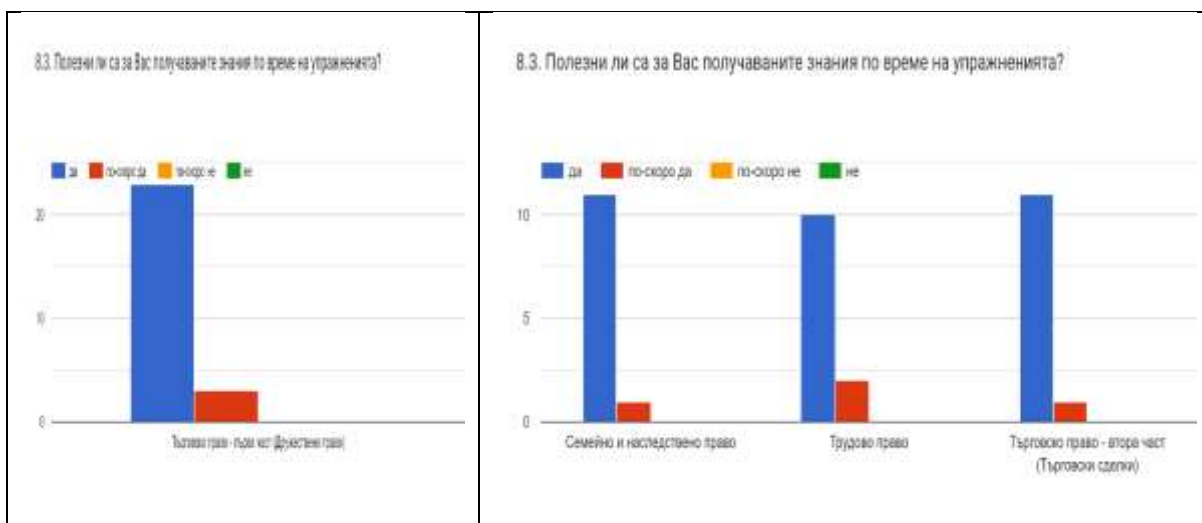 8.3. Полезни ли са за Вас получаваните знания по време на упражненията?
да по-скоро да по-скоро не не
20
10
0
Търговско право - първа част (Дружествено право)
8.3. Полезни ли са за Вас получаваните знания по време на упражненията?
да по-скоро да по-скоро не не
10
5
0
Семейно и наследствено право
Трудово право
Търговско право - втора част
(Търговски сделки)